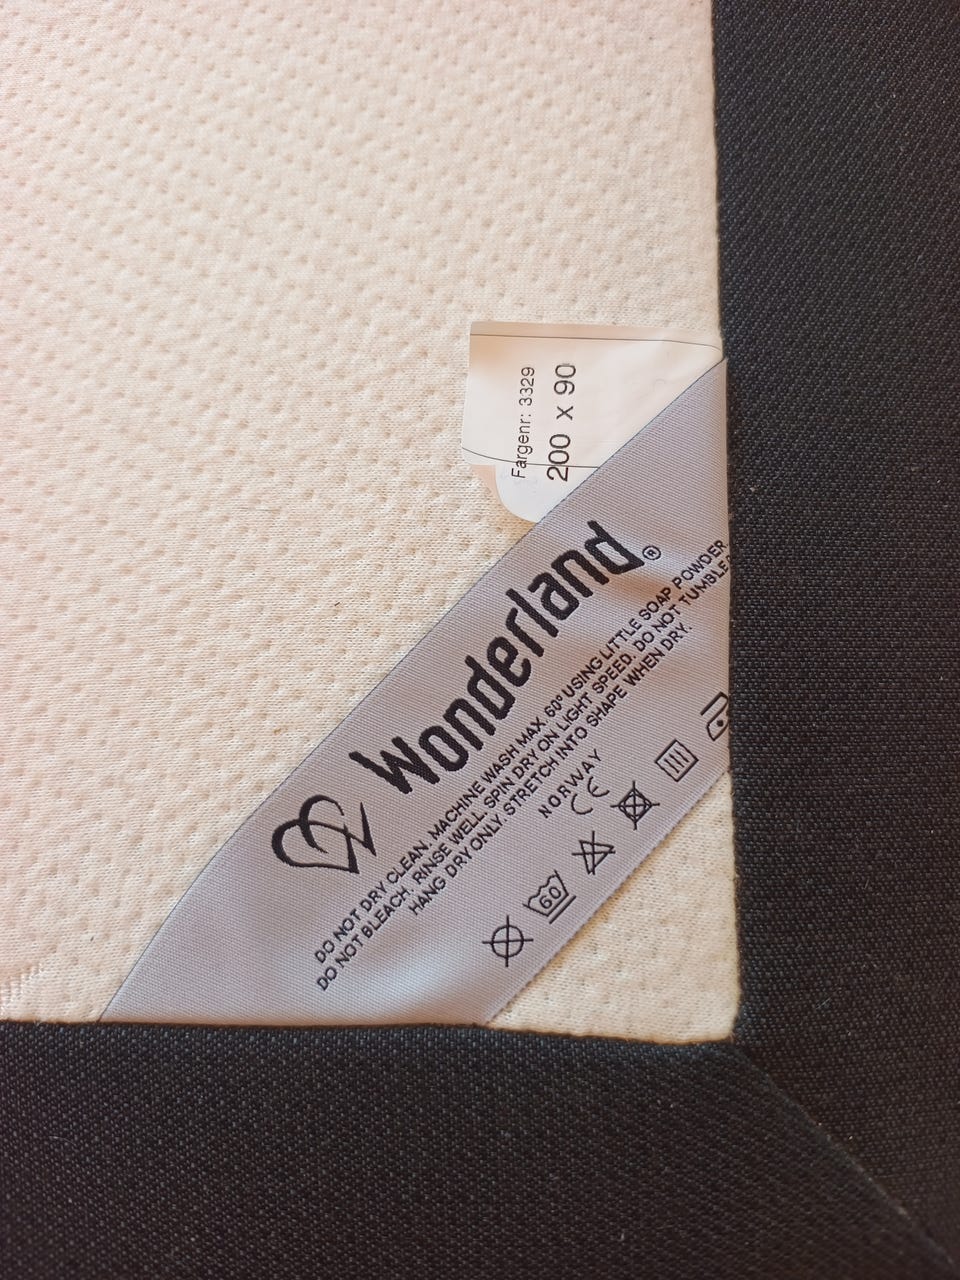 Fargenr: 3329
200 x 90
Wonderland®
DO NOT DRY CLEAN. MACHINE WASH MAX. 60° USING LITTLE SOAP POWDER.
DO NOT BLEACH. RINSE WELL. SPIN DRY ON LIGHT SPEED. DO NOT TUMBLE
HANG DRY ONLY. STRETCH INTO SHAPE WHEN DRY.
NORWAY
CE
60